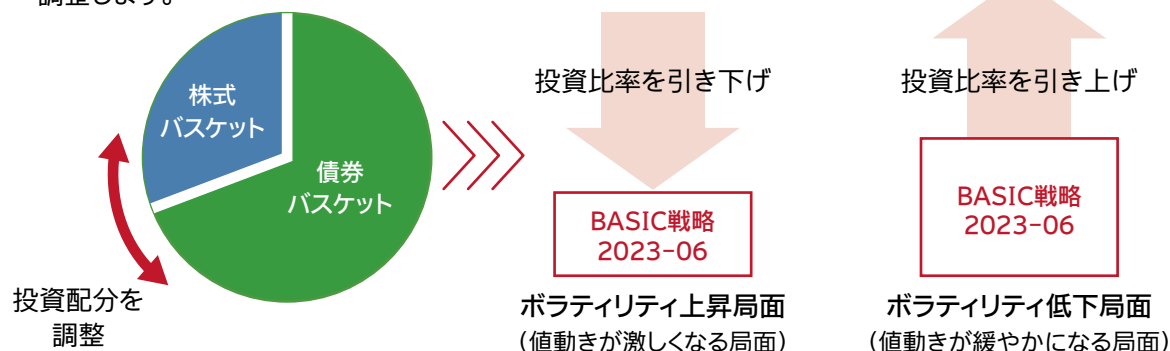 調整します。
株式
バスケット
債券
バスケット
投資配分を
調整
投資比率を引き下げ
BASIC戦略
2023-06
ボラティリティ上昇局面
(値動きが激しくなる局面)
投資比率を引き上げ
BASIC戦略
2023-06
ボラティリティ低下局面
(値動きが緩やかになる局面)